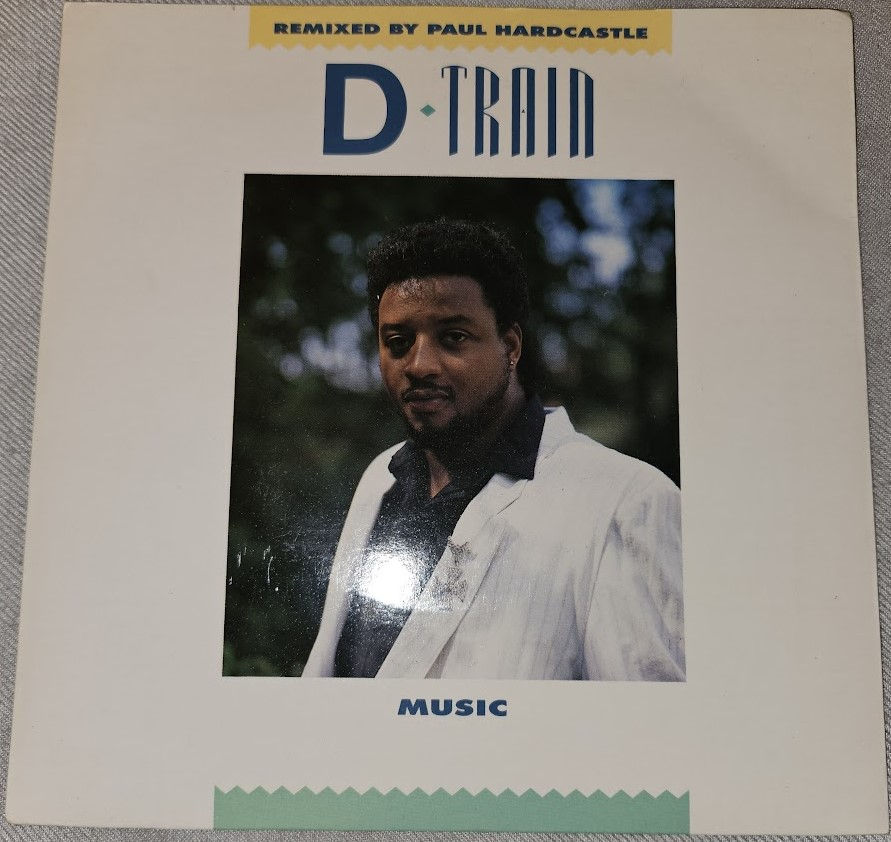 REMIXED BY PAUL HARDCASTLE
D·TRAIN
MUSIC